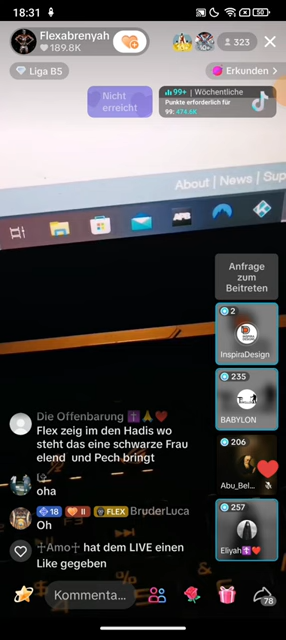 18:31
50
Flexabrenyah
189.8K
323
Liga B5
Erkunden >
Nicht
erreicht
99+ | Wöchentliche
Punkte erforderlich für
99: 474.6K
About | News | Sup
Anfrage
zum
Beitreten
2
InspiraDesign
235
BABYLON
206
Abu_Bel...
257
Eliyah✝️❤️
Die Offenbarung ✝️🙏❤️
Flex zeig im den Hadis wo
steht das eine schwarze Frau
elend und Pech bringt
oha
18 II FLEX BruderLuca
Oh
☩Amo☩ hat dem LIVE einen
Like gegeben
Kommenta...
78